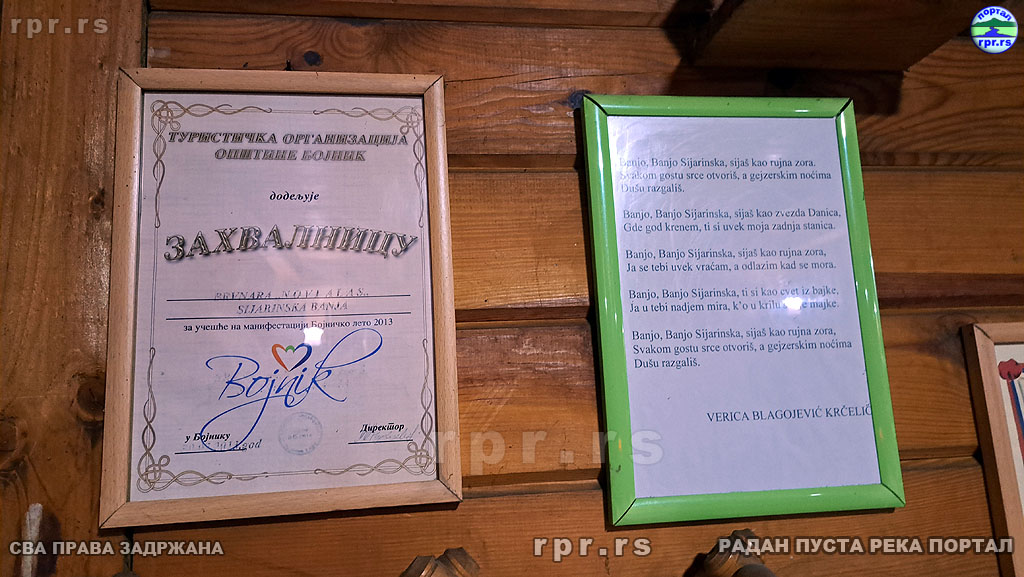 rpr.rs
портал
rpr.rs
ТУРИСТИЧКА ОРГАНИЗАЦИЈА
ОПШТИНЕ БОЈНИК
додељује
ЗАХВАЛНИЦУ
PEVNARA „NOVI ALAS„
SIJARINSKA BANJA
за учешће на манифестацији Бојничко лето 2013
Bojnik
у Бојнику
Директор
Banjo, Banjo Sijarinska, sijaš kao rujna zora.
Svakom gostu srce otvoriš, a gejzerskim noćima
Dušu razgališ.
Banjo, Banjo Sijarinska, sijaš kao zvezda Danica,
Gde god krenem, ti si uvek moja zadnja stanica.
Banjo, Banjo Sijarinska, sijaš kao rujna zora,
Ja se tebi uvek vraćam, a odlazim kad se mora.
Banjo, Banjo Sijarinska, ti si kao cvet iz bajke,
Ja u tebi nadjem mira, k'o u krilu majke.
Banjo, Banjo Sijarinska, sijaš kao rujna zora,
Svakom gostu srce otvoriš, a gejzerskim noćima
Dušu razgališ.
VERICA BLAGOJEVIĆ KRČELIĆ
rpr.rs
СВА ПРАВА ЗАДРЖАНА
rpr.rs
РАДАН ПУСТА РЕКА ПОРТАЛ